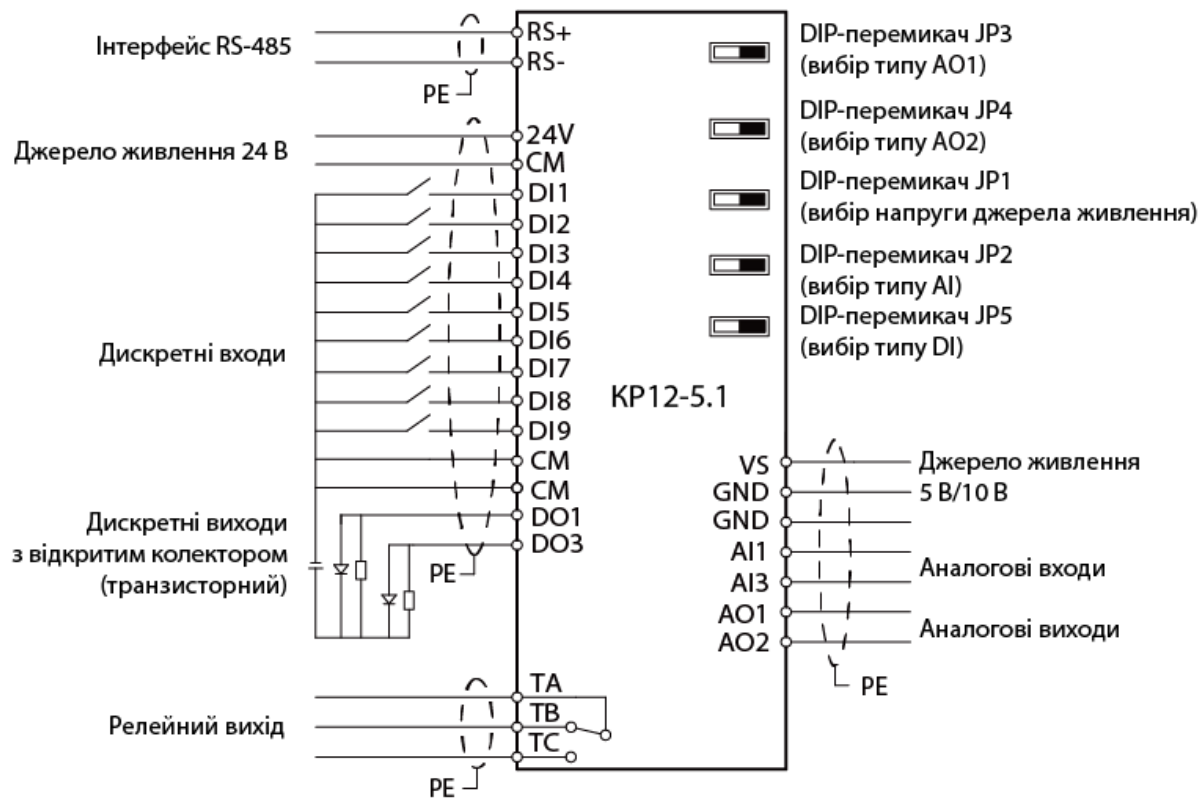 Інтерфейс RS-485
RS+
RS-
PE
Джерело живлення 24 В
24V
CM
DI1
DI2
DI3
DI4
DI5
DI6
DI7
DI8
DI9
CM
CM
DO1
DO3
Дискретні входи
Дискретні виходи
з відкритим колектором
(транзисторний)
PE
Релейний вихід
TA
TB
TC
PE
KP12-5.1
DIP-перемикач JP3
(вибір типу AO1)
DIP-перемикач JP4
(вибір типу AO2)
DIP-перемикач JP1
(вибір напруги джерела живлення)
DIP-перемикач JP2
(вибір типу AI)
DIP-перемикач JP5
(вибір типу DI)
VS
GND
GND
AI1
AI3
AO1
AO2
Джерело живлення
5 В/10 В
Аналогові входи
Аналогові виходи
PE